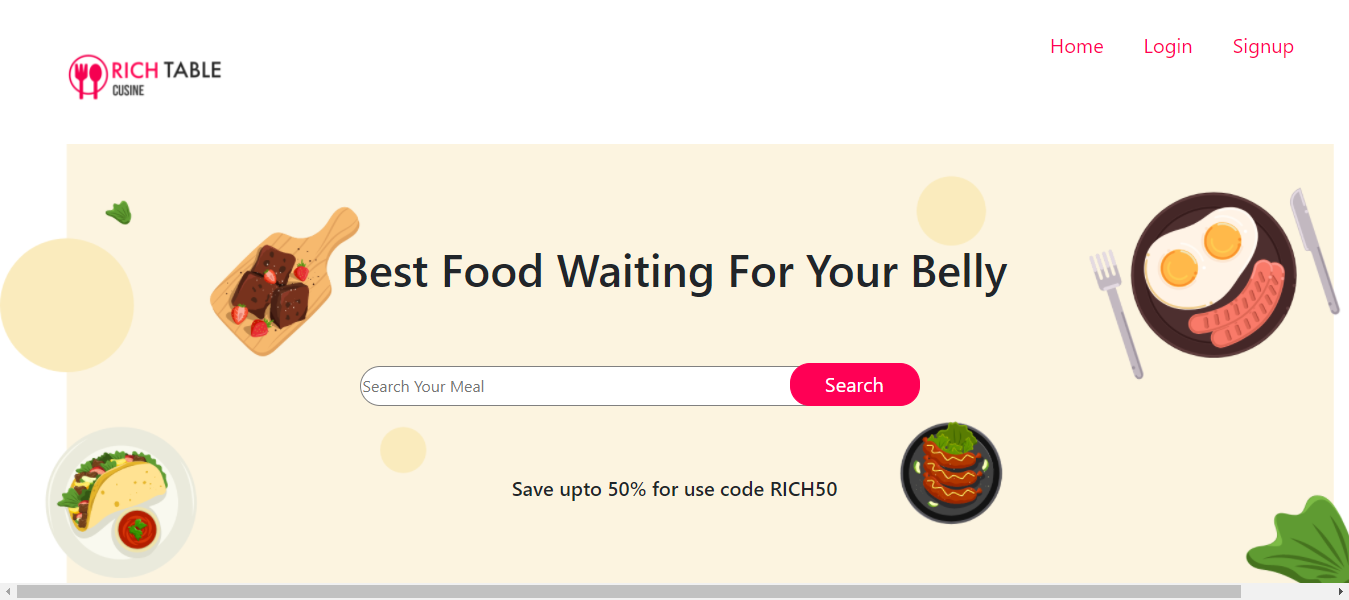 Home Login Signup
RICH TABLE
CUSINE
Best Food Waiting For Your Belly
Search Your Meal Search
Save upto 50% for use code RICH50